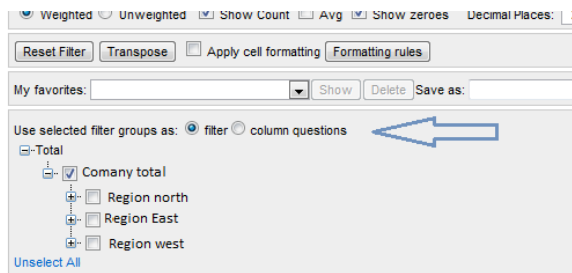 Weighted Unweighted Show Count Avg Show zeroes Decimal Places:
Reset Filter Transpose Apply cell formatting Formatting rules
My favorites: Show Delete Save as:
Use selected filter groups as: filter column questions
Total
Comany total
Region north
Region East
Region west
Unselect All